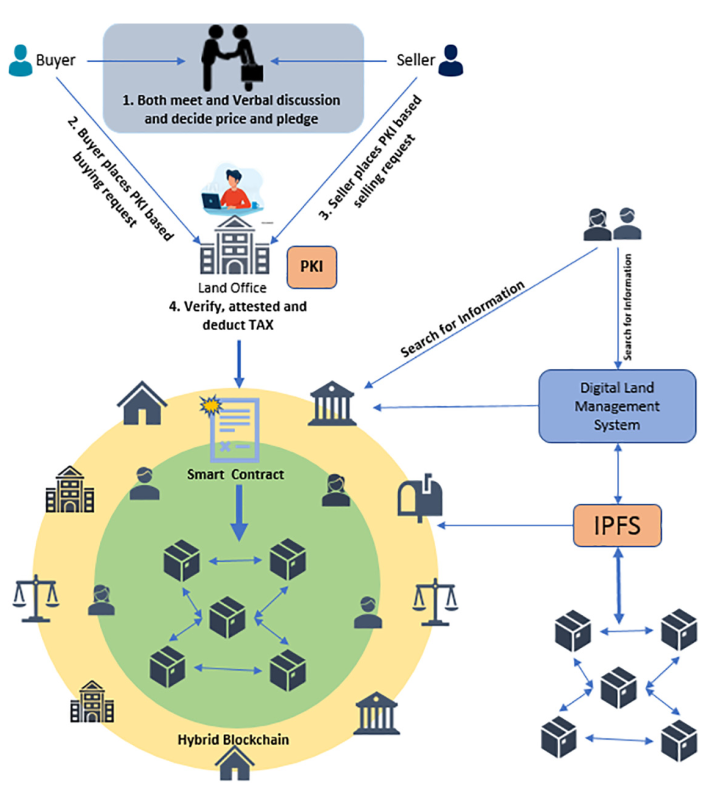 Buyer
Seller
1. Both meet and Verbal discussion
and decide price and pledge
2. Buyer places PKI based
buying request
3. Seller places PKI based
selling request
Land Office
PKI
4. Verify, attested and
deduct TAX
Search for Information
Search for Information
Digital Land
Management
System
Smart Contract
IPFS
Hybrid Blockchain